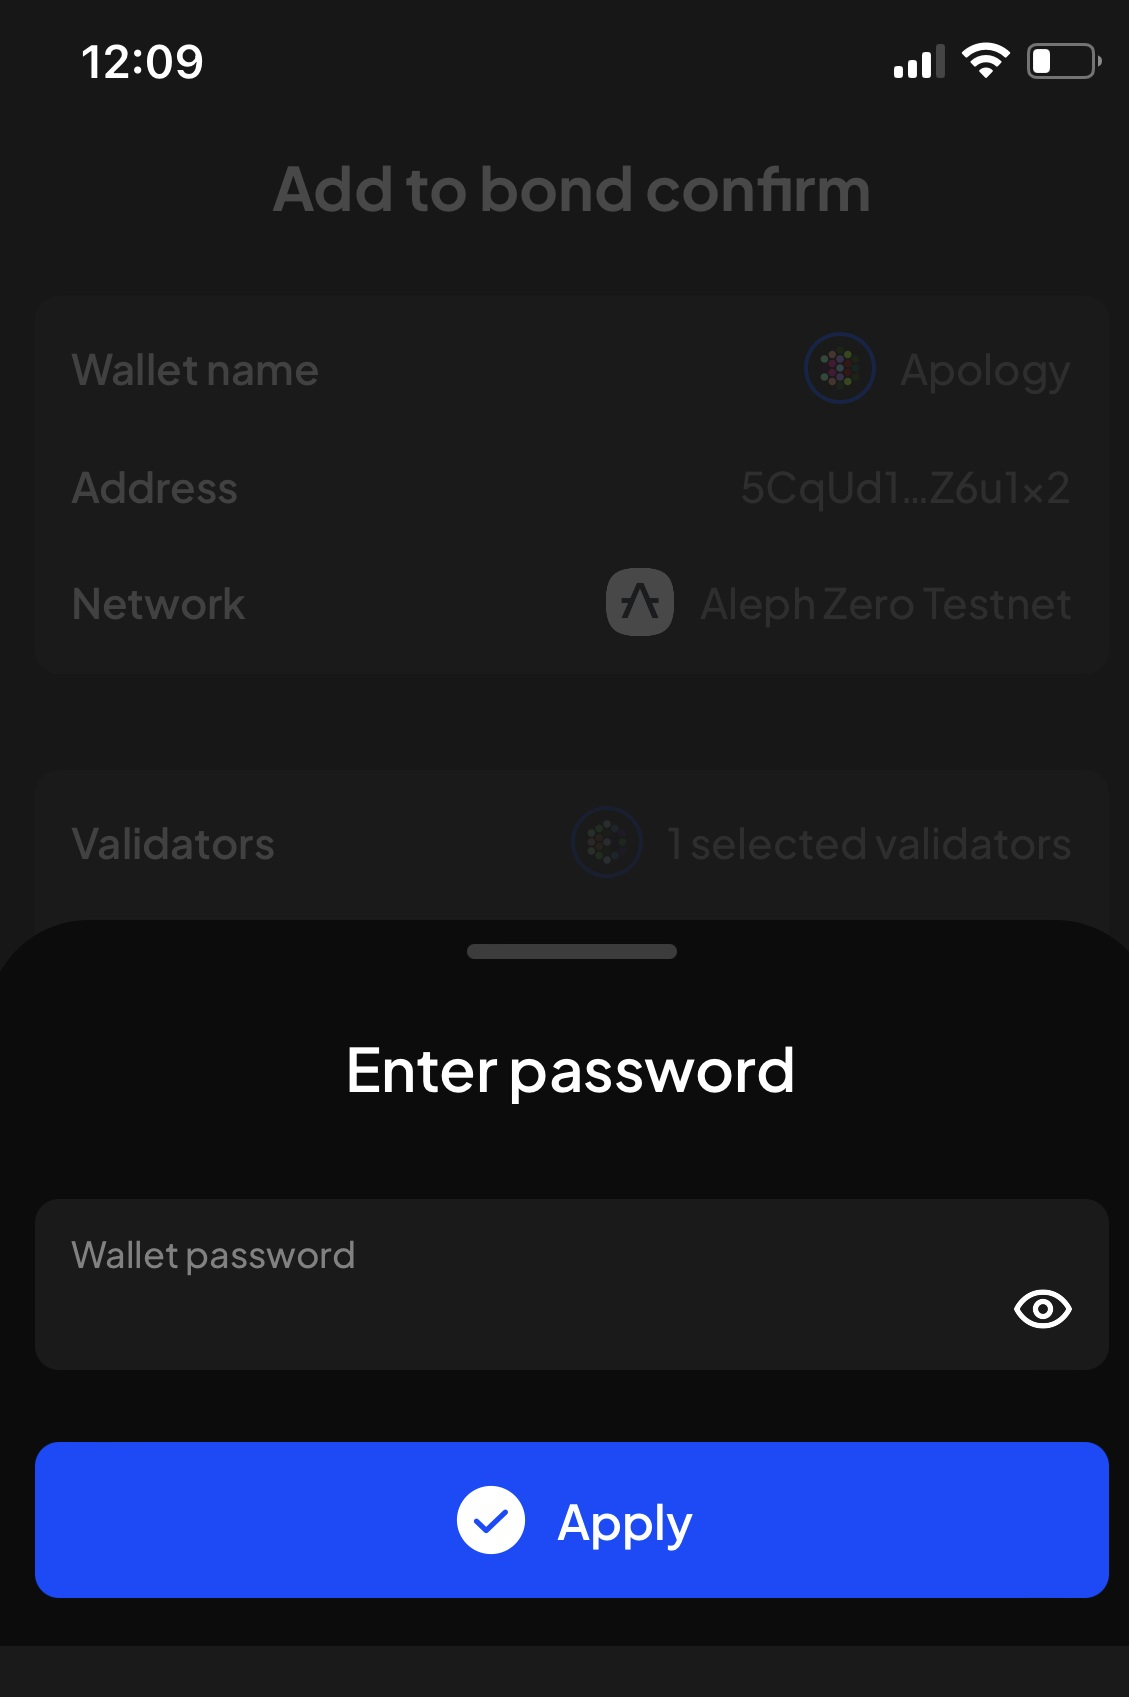 12:09
Add to bond confirm
Wallet name Apology
Address 5CqUd1...Z6u1x2
Network Aleph Zero Testnet
Validators 1 selected validators
Enter password
Wallet password
Apply